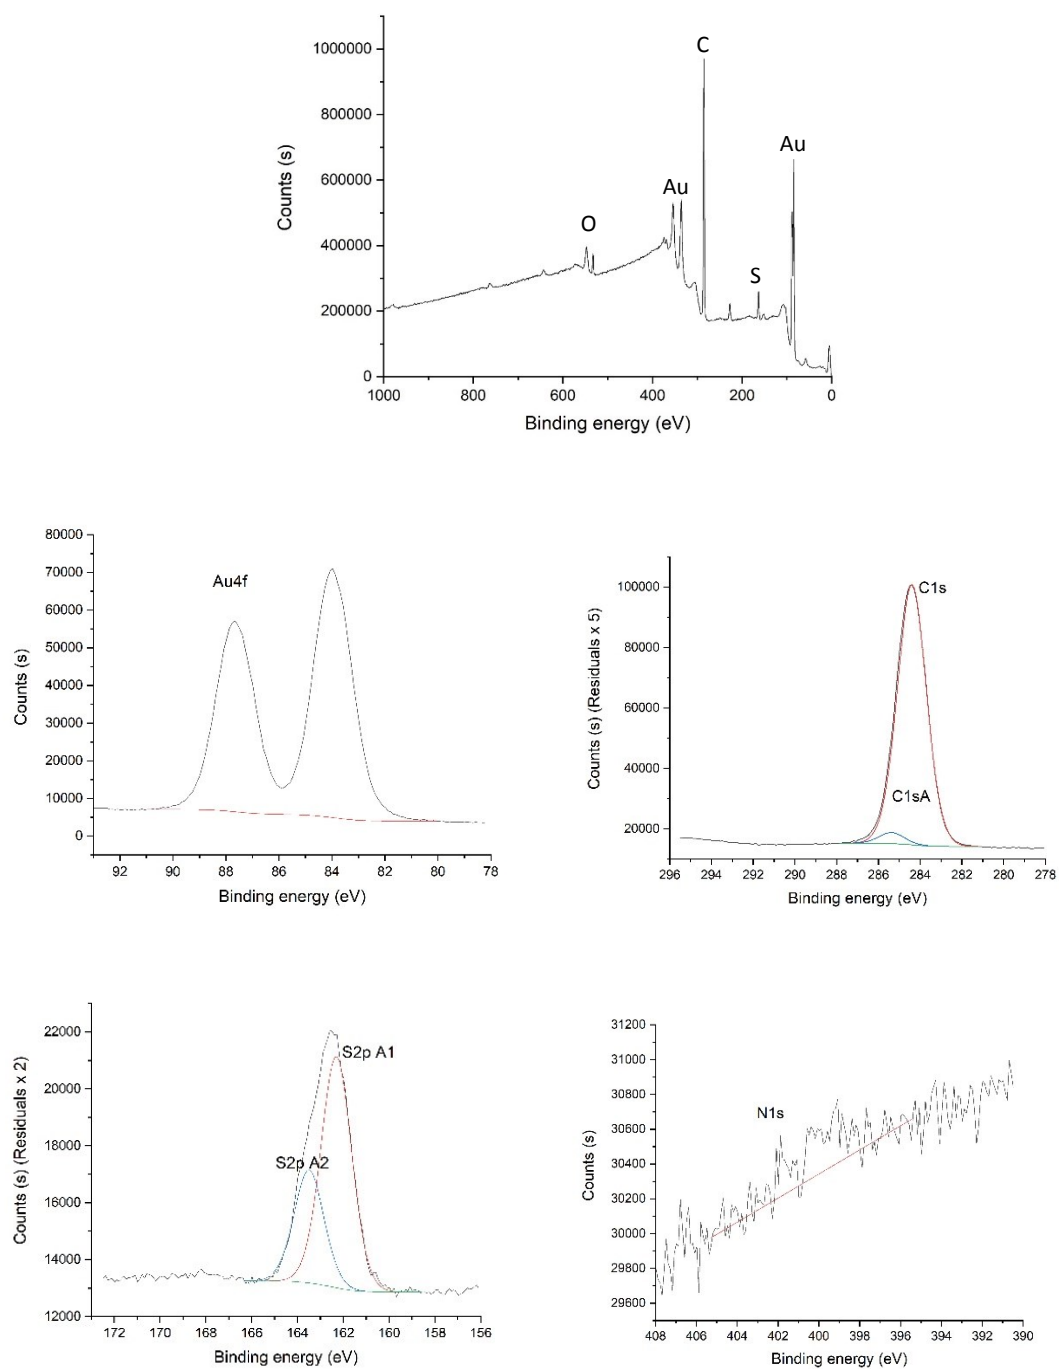 C
Au
Au
O
S
1000000
800000
600000
400000
200000
0
Counts (s)
1000 800 600 400 200 0
Binding energy (eV)
Au4f
80000
70000
60000
50000
40000
30000
20000
10000
0
Counts (s)
92 90 88 86 84 82 80 78
Binding energy (eV)
C1s
C1sA
100000
80000
60000
40000
20000
Counts (s) (Residuals x 5)
296 294 292 290 288 286 284 282 280 278
Binding energy (eV)
S2p A1
S2p A2
22000
20000
18000
16000
14000
12000
Counts (s) (Residuals x 2)
172 170 168 166 164 162 160 158 156
Binding energy (eV)
N1s
31200
31000
30800
30600
30400
30200
30000
29800
29600
Counts (s)
408 406 404 402 400 398 396 394 392 390
Binding energy (eV)